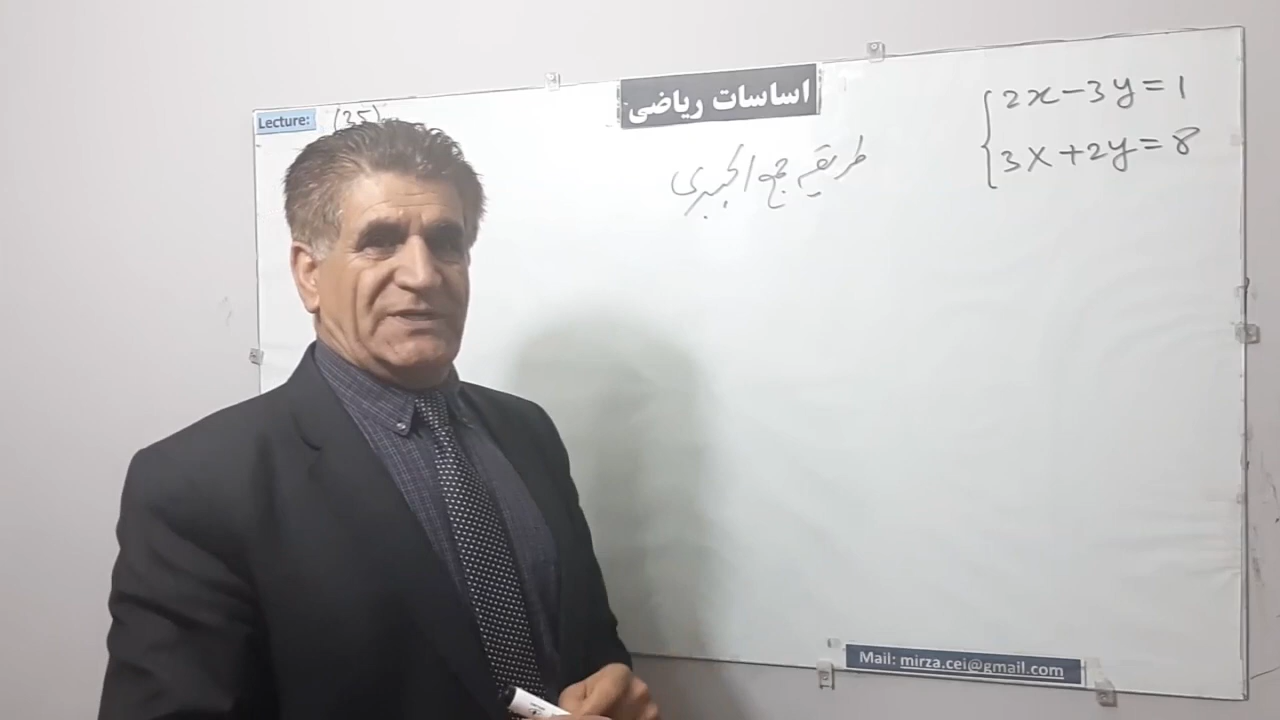 Lecture: (35)
اساسات ریاضی
طریقه جمع الجبری
2x-3y=1
3x+2y=8
Mail: mirza.cei@gmail.com